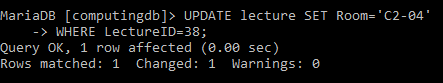 MariaDB [computingdb]> UPDATE lecture SET Room='C2-04'
    -> WHERE LectureID=38;
Query OK, 1 row affected (0.00 sec)
Rows matched: 1  Changed: 1  Warnings: 0